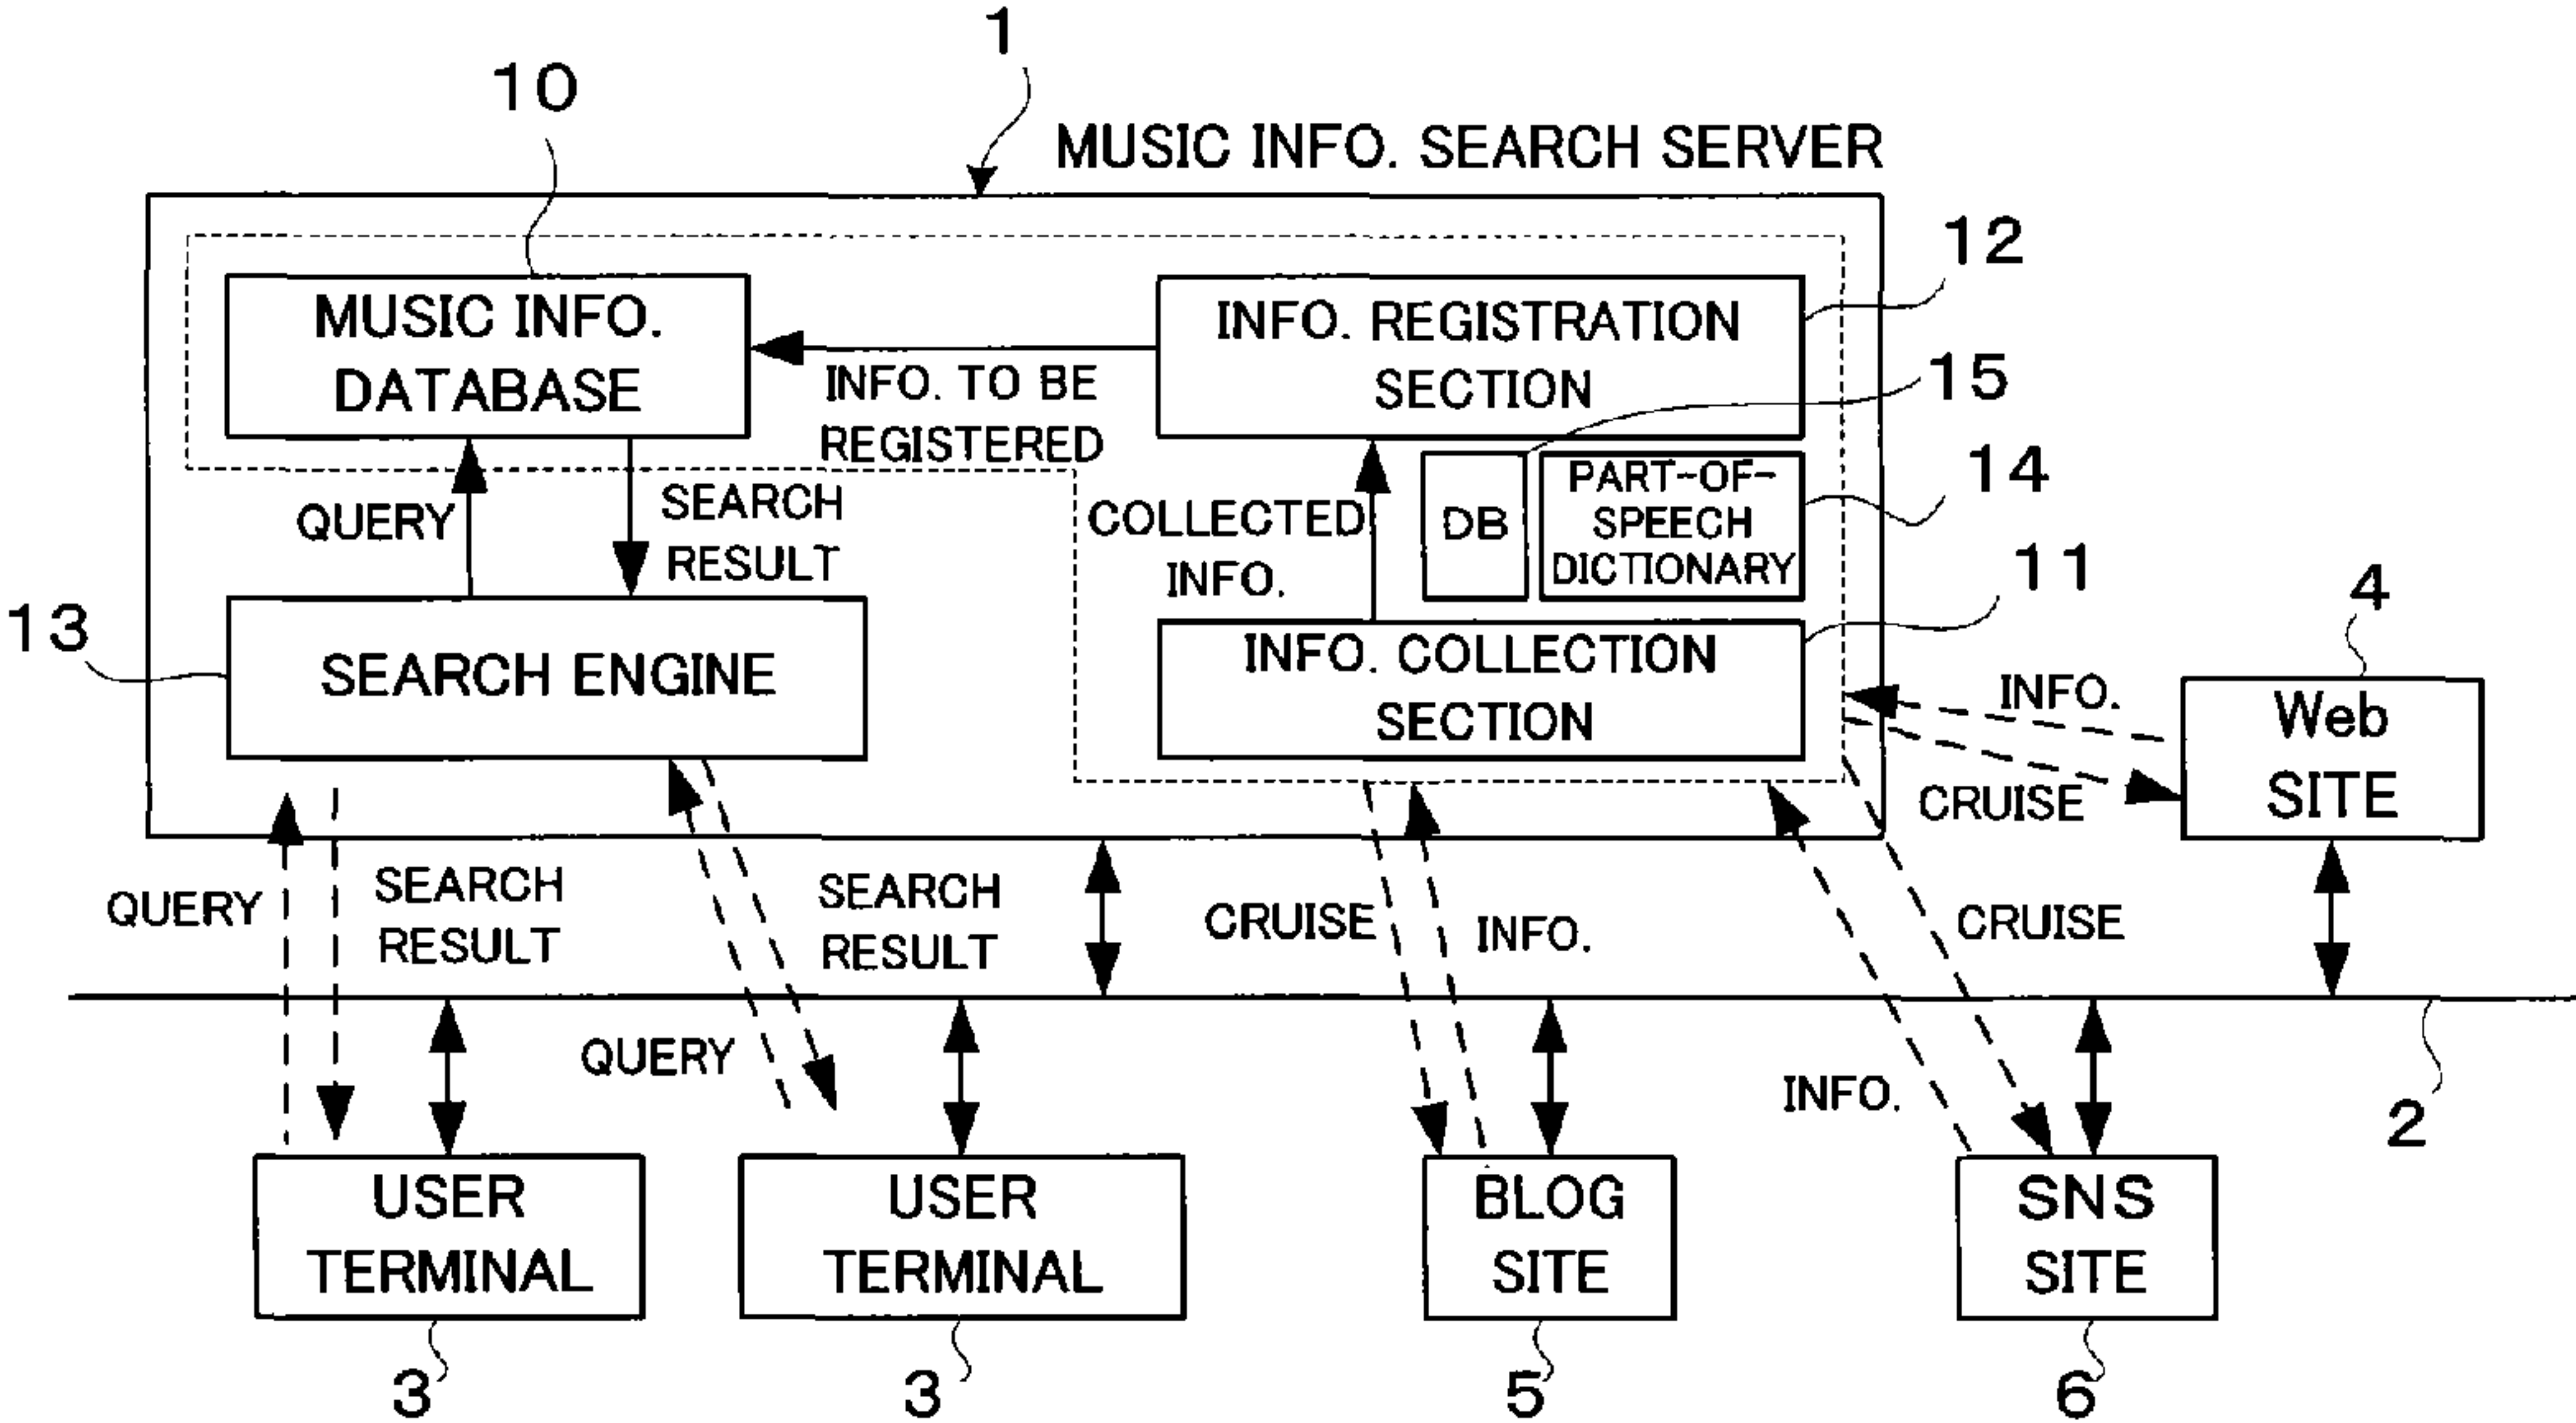 1
10
MUSIC INFO. SEARCH SERVER
12
MUSIC INFO.
DATABASE
INFO. REGISTRATION
SECTION
INFO. TO BE
REGISTERED
15
14
QUERY
SEARCH
RESULT
COLLECTED
INFO.
DB
PART-OF-
SPEECH
DICTIONARY
11
13
SEARCH ENGINE
INFO. COLLECTION
SECTION
4
INFO.
Web
SITE
CRUISE
QUERY
SEARCH
RESULT
SEARCH
RESULT
CRUISE
INFO.
CRUISE
QUERY
INFO.
2
USER
TERMINAL
USER
TERMINAL
BLOG
SITE
SNS
SITE
3
3
5
6